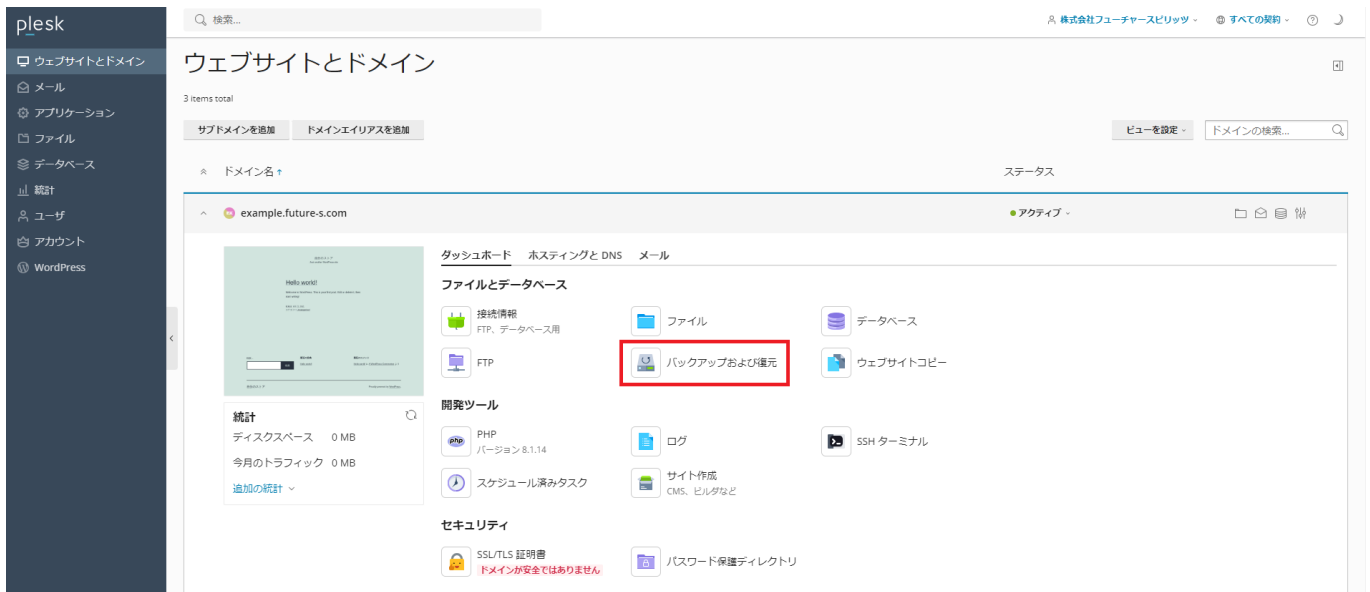 plesk
検索...
株式会社フューチャースピリッツ
すべての契約
ウェブサイトとドメイン
メール
アプリケーション
ファイル
データベース
統計
ユーザ
アカウント
WordPress
ウェブサイトとドメイン
3 items total
サブドメインを追加
ドメインエイリアスを追加
ビューを設定
ドメインの検索...
ドメイン名
ステータス
example.future-s.com
アクティブ
Hello world!
統計
ディスクスペース 0 MB
今月のトラフィック 0 MB
追加の統計
ダッシュボード ホスティングと DNS メール
ファイルとデータベース
接続情報
FTP、データベース用
ファイル
データベース
FTP
バックアップおよび復元
ウェブサイトコピー
開発ツール
php
PHP
バージョン 8.1.14
ログ
SSH ターミナル
スケジュール済みタスク
サイト作成
CMS、ビルダなど
セキュリティ
SSL/TLS 証明書
ドメインが安全ではありません
パスワード保護ディレクトリ